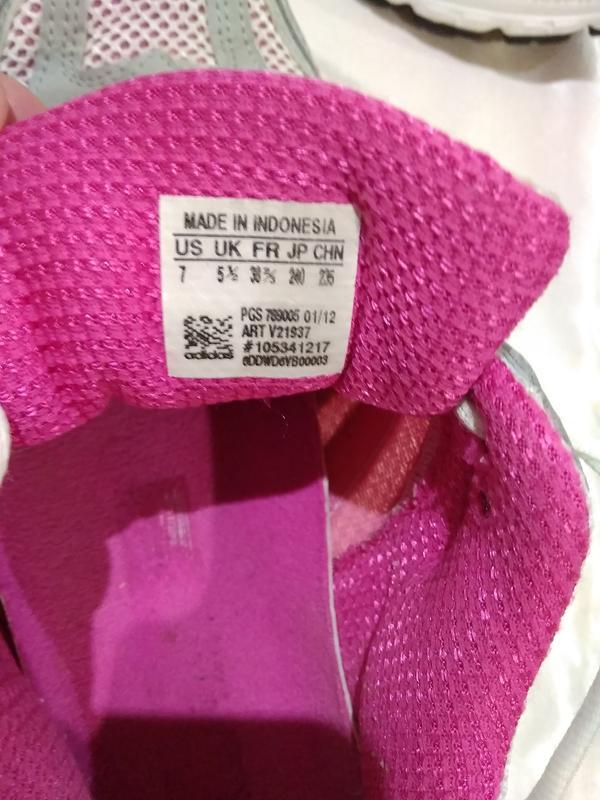 MADE IN INDONESIA
US UK FR JP CHN
7 5½ 38⅔ 240 235
PGS 789005 01/12
ART V21937
adidas #105341217
6DDWD6YB00003